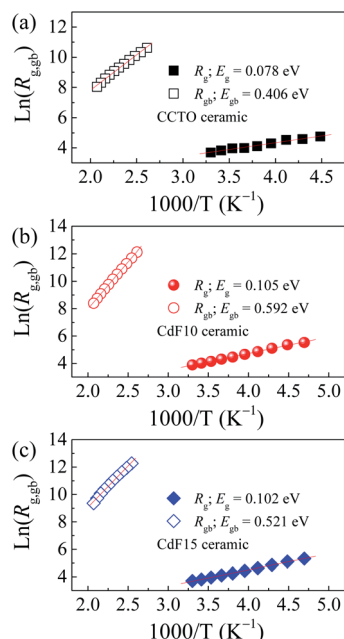 (a)
Ln(R_g,gb)
12
10
8
6
4
R_g; E_g = 0.078 eV
R_gb; E_gb = 0.406 eV
CCTO ceramic
2.0 2.5 3.0 3.5 4.0 4.5
1000/T (K⁻¹)
(b)
Ln(R_g,gb)
14
12
10
8
6
4
2
R_g; E_g = 0.105 eV
R_gb; E_gb = 0.592 eV
CdF10 ceramic
2.0 2.5 3.0 3.5 4.0 4.5 5.0
1000/T (K⁻¹)
(c)
Ln(R_g,gb)
14
12
10
8
6
4
R_g; E_g = 0.102 eV
R_gb; E_gb = 0.521 eV
CdF15 ceramic
2.0 2.5 3.0 3.5 4.0 4.5 5.0
1000/T (K⁻¹)